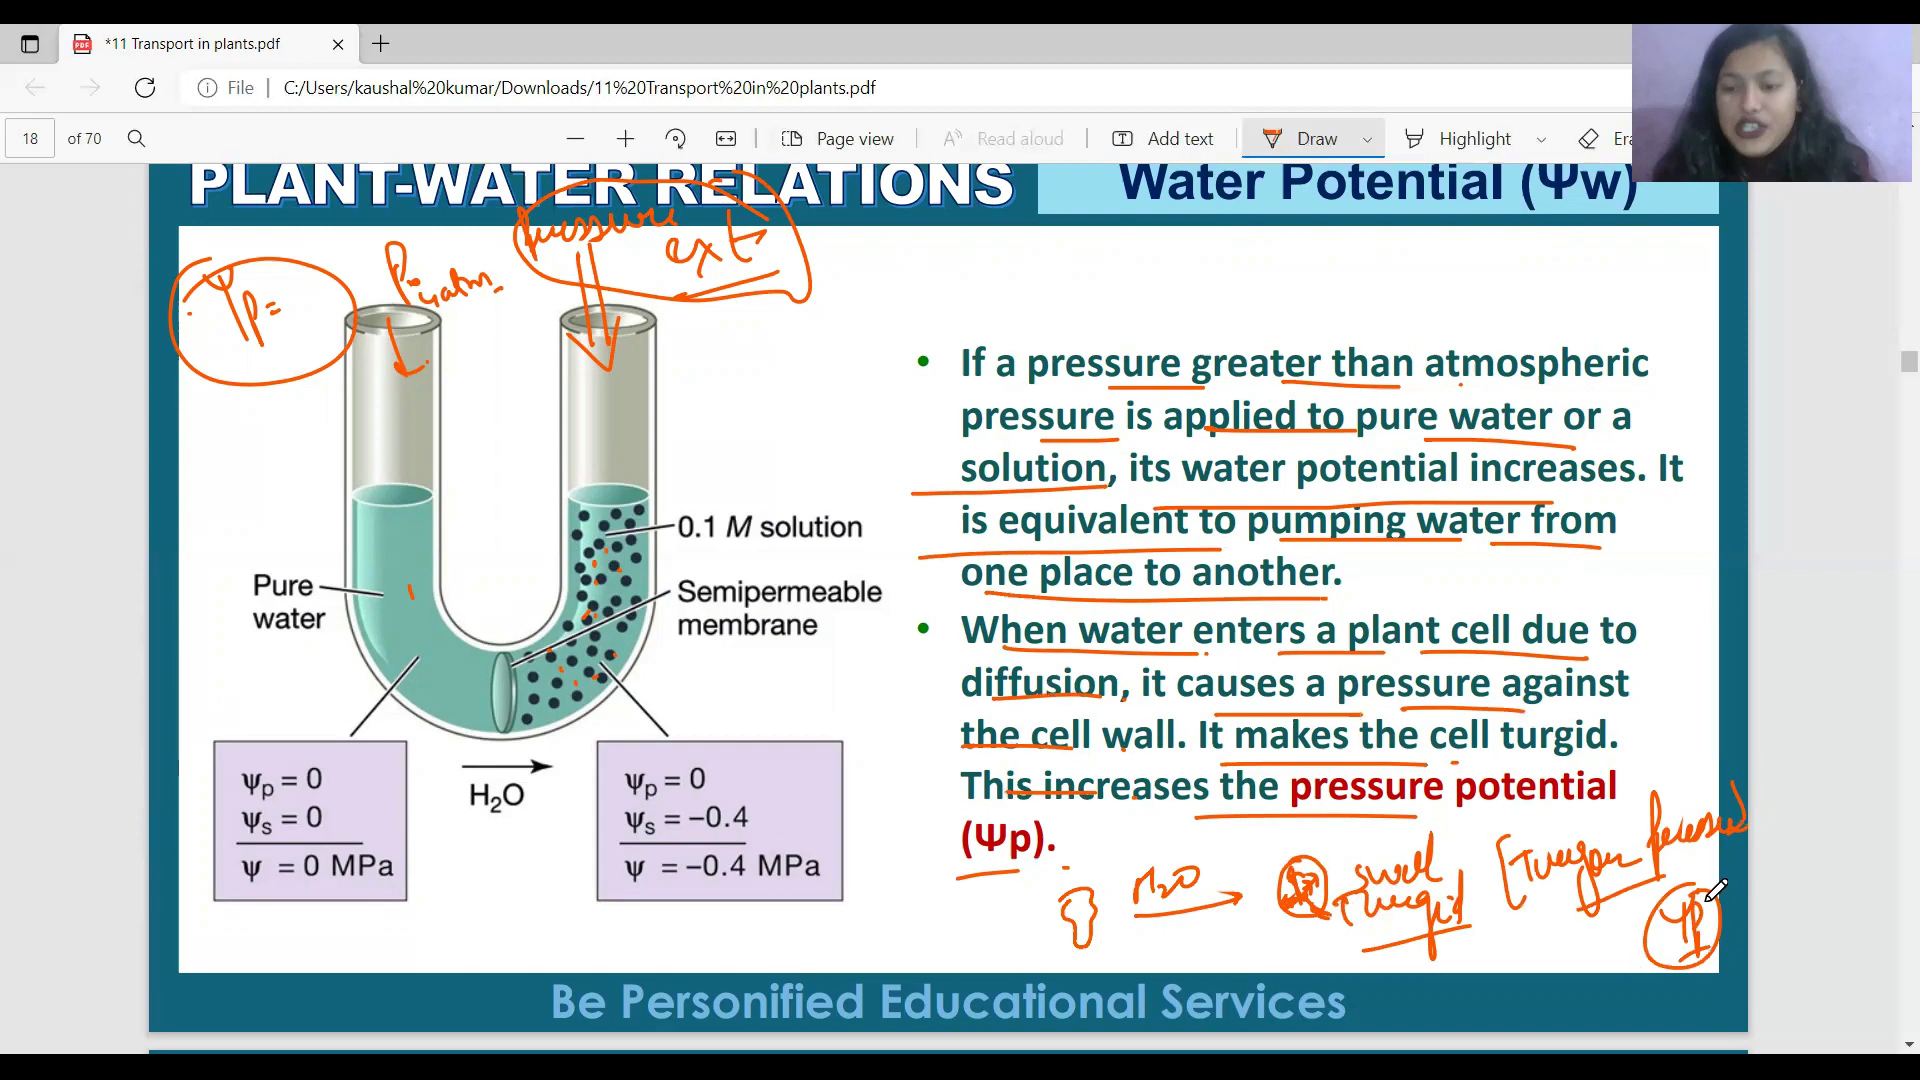 *11 Transport in plants.pdf
File
C:/Users/kaushal%20kumar/Downloads/11%20Transport%20in%20plants.pdf
18
of 70
Page view
Read aloud
Add text
Draw
Highlight
Era
PLANT-WATER RELATIONS
Water Potential (Ψw)
pressure
ext
Ψp=
If a pressure greater than atmospheric
pressure is applied to pure water or a
solution, its water potential increases. It
is equivalent to pumping water from
one place to another.
When water enters a plant cell due to
diffusion, it causes a pressure against
the cell wall. It makes the cell turgid.
This increases the pressure potential
(Ψp).
0.1 M solution
Semipermeable
membrane
Pure
water
ψp = 0
ψs = 0
ψ = 0 MPa
H₂O
ψp = 0
ψs = −0.4
ψ = −0.4 MPa
H₂O
swell
Turgid
Ψp
Be Personified Educational Services